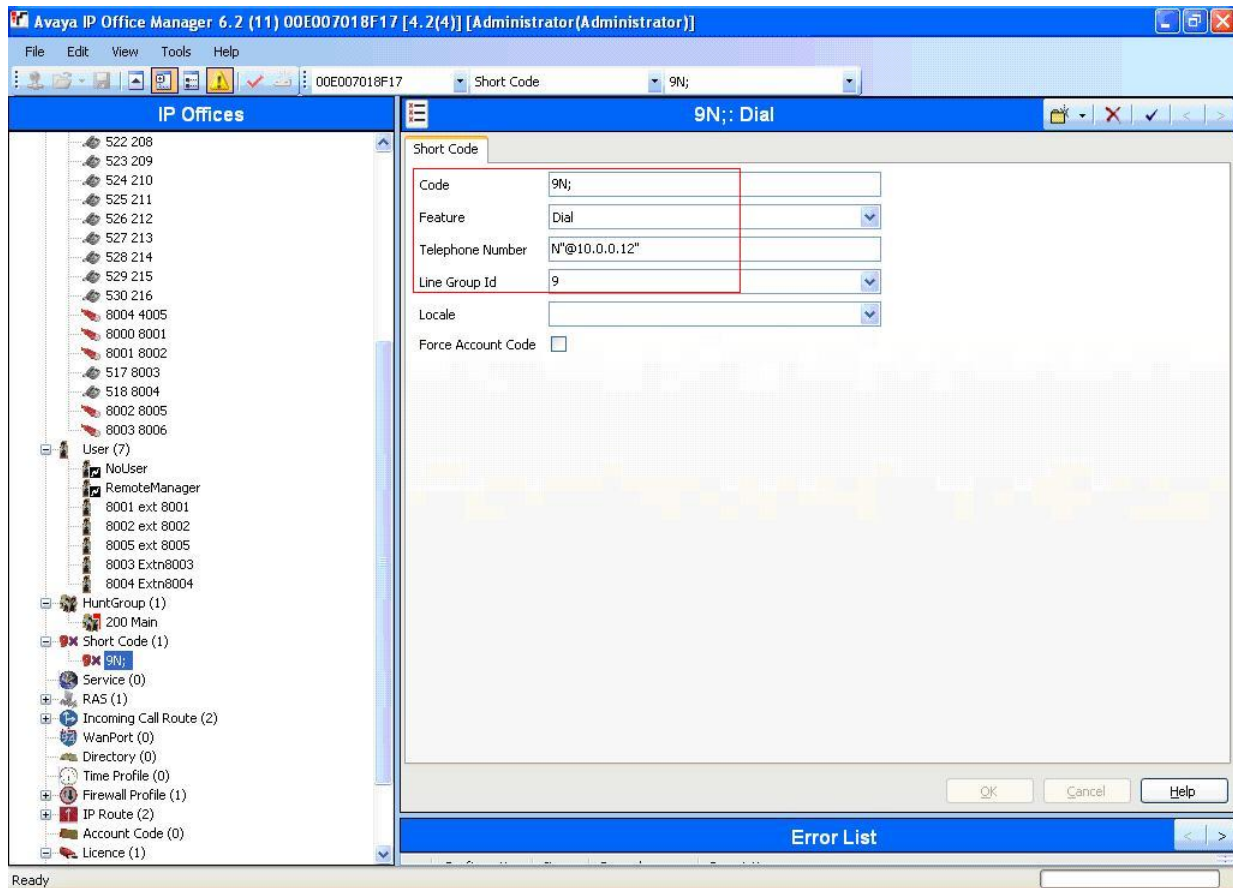 Avaya IP Office Manager 6.2 (11) 00E007018F17 [4.2(4)] [Administrator(Administrator)]
File Edit View Tools Help
00E007018F17 Short Code 9N;
IP Offices
522 208
523 209
524 210
525 211
526 212
527 213
528 214
529 215
530 216
8004 4005
8000 8001
8001 8002
517 8003
518 8004
8002 8005
8003 8006
User (7)
NoUser
RemoteManager
8001 ext 8001
8002 ext 8002
8005 ext 8005
8003 Extn8003
8004 Extn8004
HuntGroup (1)
200 Main
Short Code (1)
9N;
Service (0)
RAS (1)
Incoming Call Route (2)
WanPort (0)
Directory (0)
Time Profile (0)
Firewall Profile (1)
IP Route (2)
Account Code (0)
Licence (1)
9N;: Dial
Short Code
Code 9N;
Feature Dial
Telephone Number N"@10.0.0.12"
Line Group Id 9
Locale
Force Account Code
OK Cancel Help
Error List
Ready